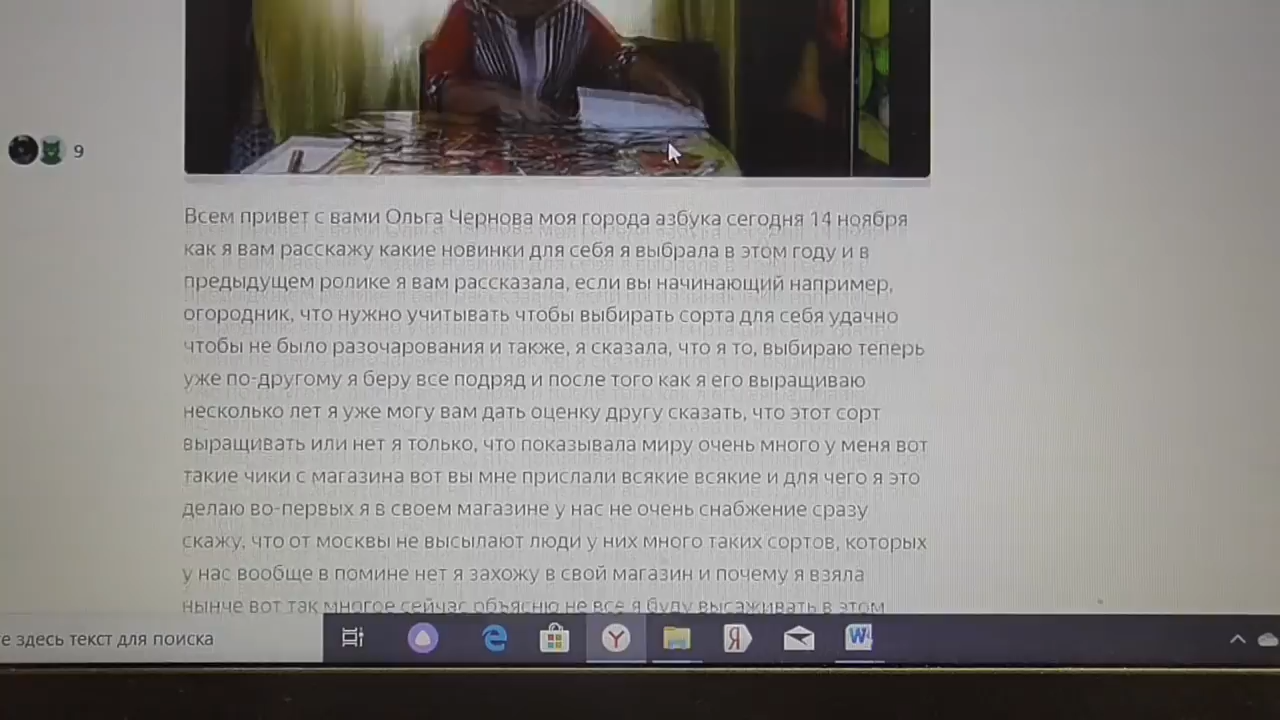 9
Всем привет с вами Ольга Чернова моя города азбука сегодня 14 ноября
как я вам расскажу какие новинки для себя я выбрала в этом году и в
предыдущем ролике я вам рассказала, если вы начинающий например,
огородник, что нужно учитывать чтобы выбирать сорта для себя удачно
чтобы не было разочарования и также, я сказала, что я то, выбираю теперь
уже по-другому я беру все подряд и после того как я его выращиваю
несколько лет я уже могу вам дать оценку другу сказать, что этот сорт
выращивать или нет я только, что показывала миру очень много у меня вот
такие чики с магазина вот вы мне прислали всякие всякие и для чего я это
делаю во-первых я в своем магазине у нас не очень снабжение сразу
скажу, что от москвы не высылают люди у них много таких сортов, которых
у нас вообще в помине нет я захожу в свой магазин и почему я взяла
нынче вот так многое сейчас объясню не все я буду высаживать в этом
е здесь текст для поиска